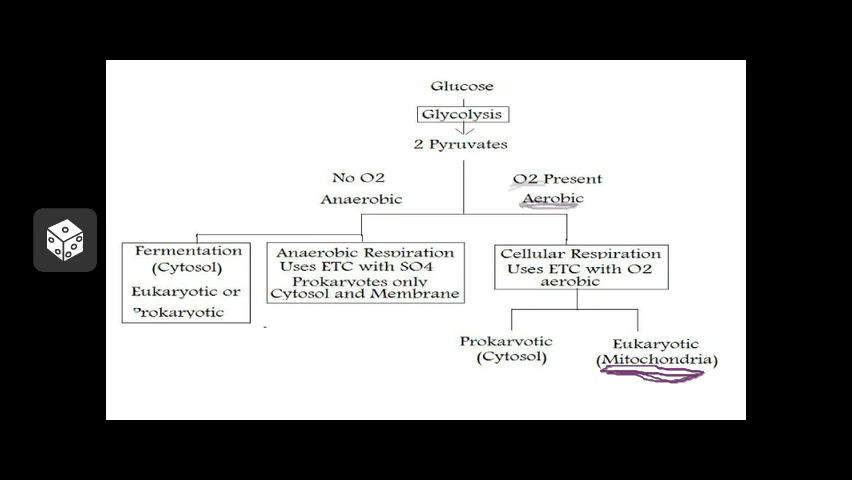 Glucose
Glycolysis
2 Pyruvates
No O2
Anaerobic
O2 Present
Aerobic
Fermentation
(Cytosol)
Eukaryotic or
Prokaryotic
Anaerobic Respiration
Uses ETC with SO4
Prokaryotes only
Cytosol and Membrane
Cellular Respiration
Uses ETC with O2
aerobic
Prokaryotic
(Cytosol)
Eukaryotic
(Mitochondria)